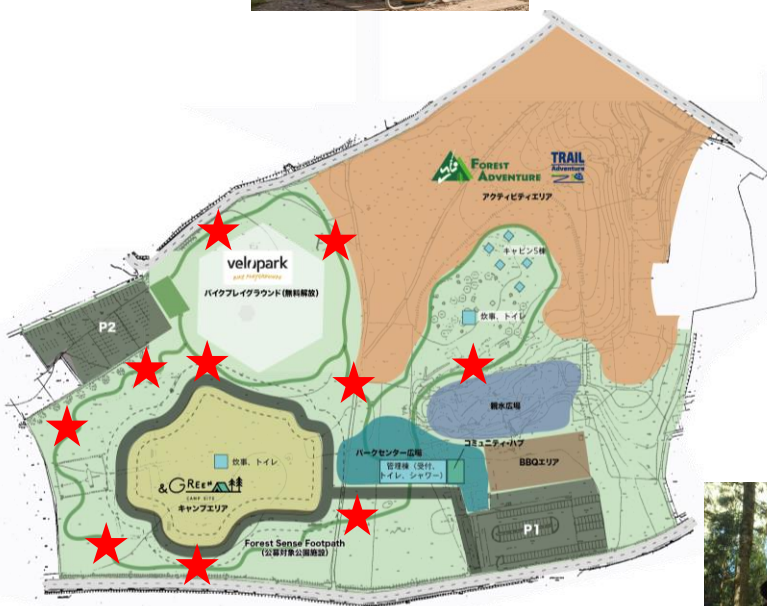 FOREST
ADVENTURE
TRAIL
Adventure
アクティビティエリア
キャビン5棟
velopark
バイクプレイグラウンド(無料解放)
P2
炊事、トイレ
親水広場
コミュニティ・ハブ
パークセンター広場
管理棟（受付、
トイレ、シャワー）
BBQエリア
炊事、トイレ
&GREEN
CAMP SITE
キャンプエリア
P1
Forest Sense Footpath
(公募対象公園施設)